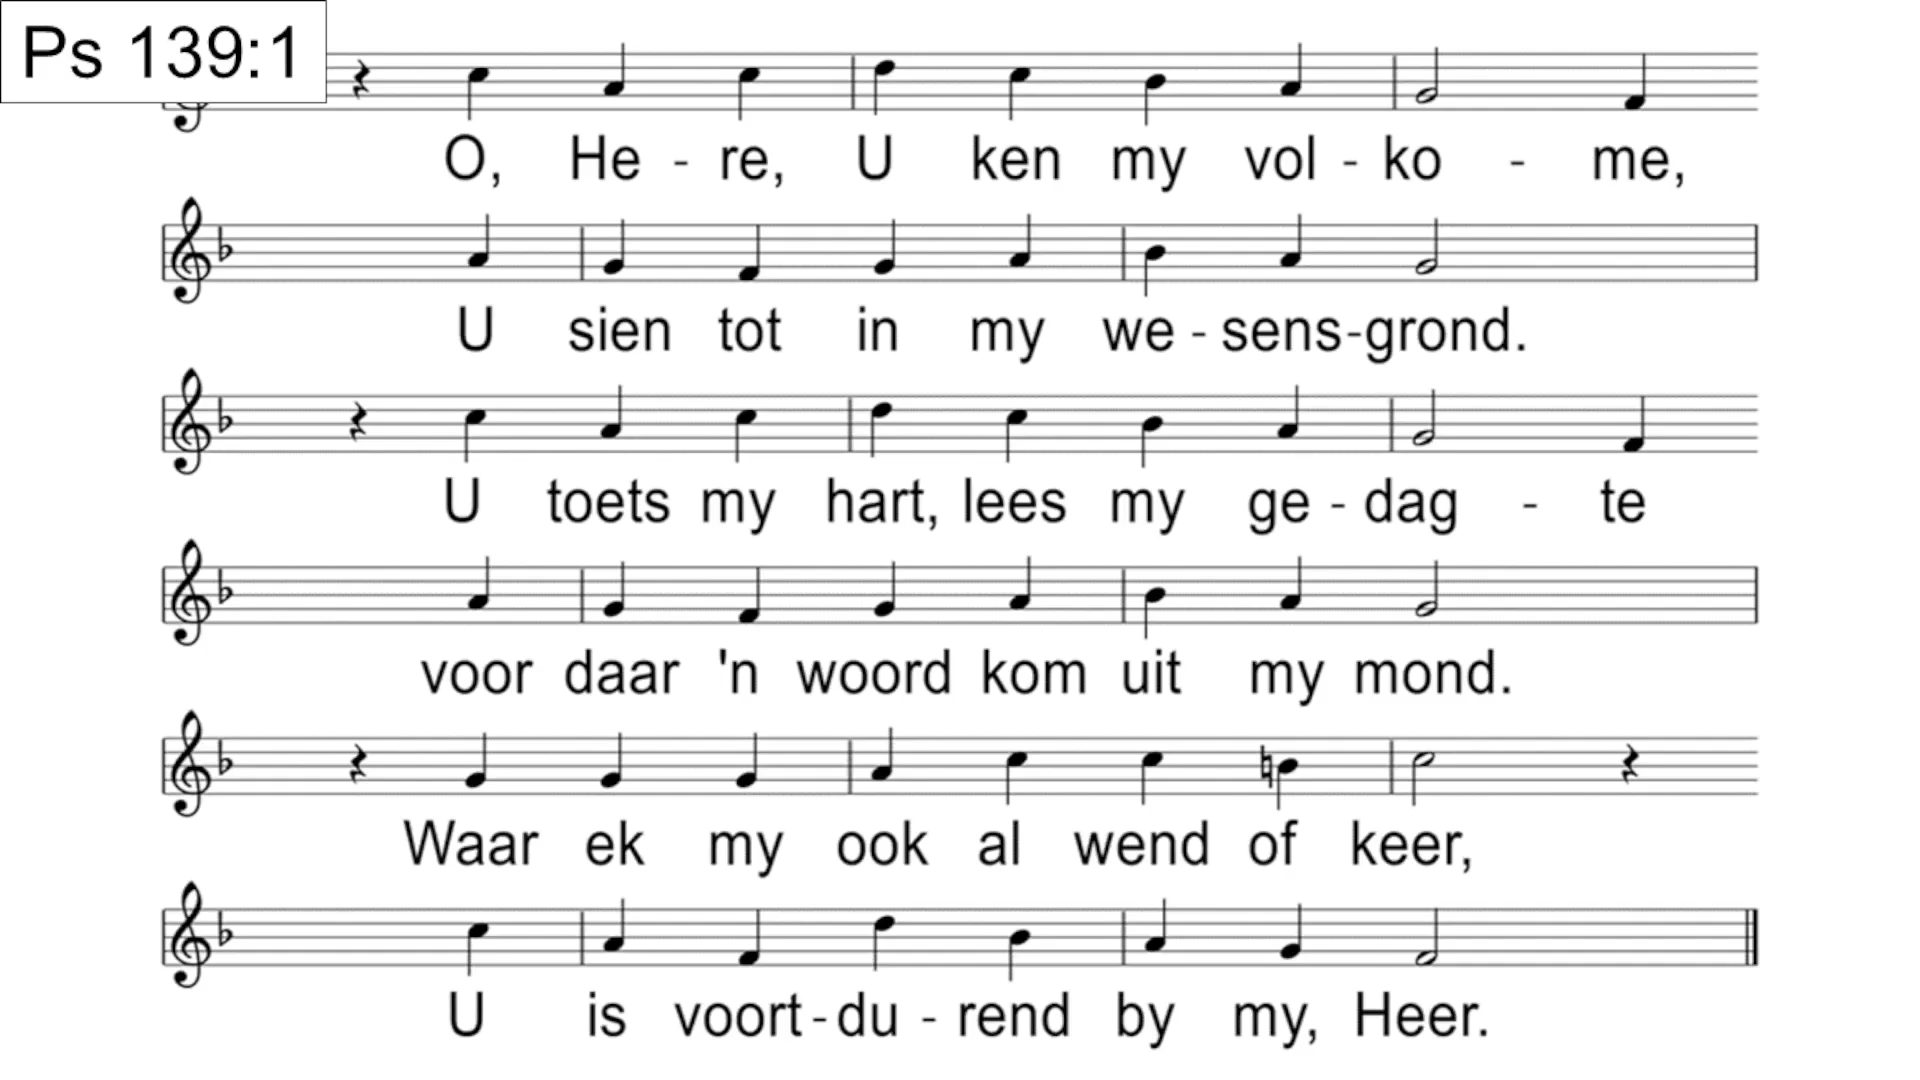 Ps 139:1
O, He - re, U ken my vol - ko - me,
U sien tot in my we - sens-grond.
U toets my hart, lees my ge - dag - te
voor daar 'n woord kom uit my mond.
Waar ek my ook al wend of keer,
U is voort - du - rend by my, Heer.